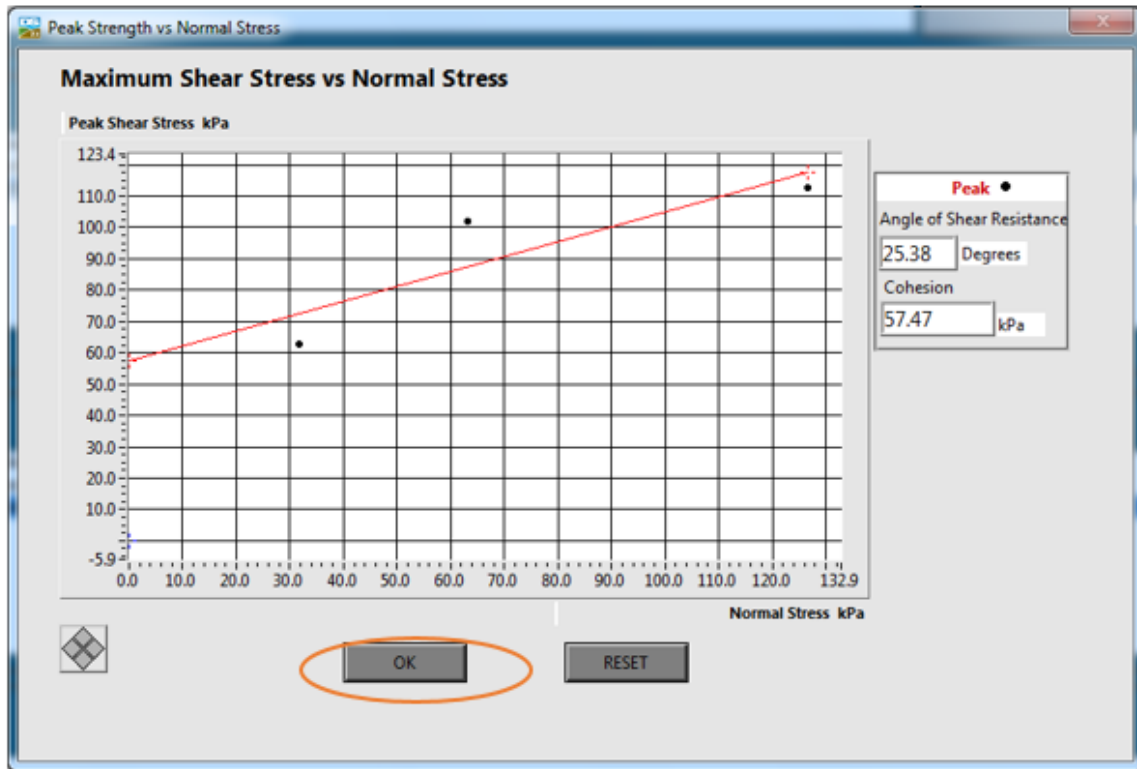 Peak Strength vs Normal Stress
Maximum Shear Stress vs Normal Stress
Peak Shear Stress kPa
123.4
110.0
100.0
90.0
80.0
70.0
60.0
50.0
40.0
30.0
20.0
10.0
-5.9
0.0 10.0 20.0 30.0 40.0 50.0 60.0 70.0 80.0 90.0 100.0 110.0 120.0 132.9
Normal Stress kPa
Peak
Angle of Shear Resistance
25.38 Degrees
Cohesion
57.47 kPa
OK RESET